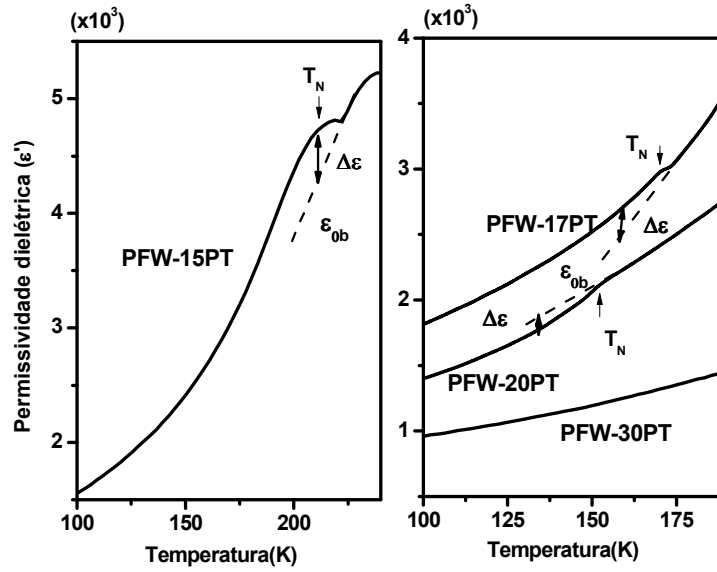 (x10³)
Permissividade dielétrica (ε')
5
4
3
2
T_N
Δε
ε_0b
PFW-15PT
100
150
200
Temperatura(K)
(x10³)
4
3
2
1
T_N
PFW-17PT
Δε
ε_0b
Δε
T_N
PFW-20PT
PFW-30PT
100
125
150
175
Temperatura(K)